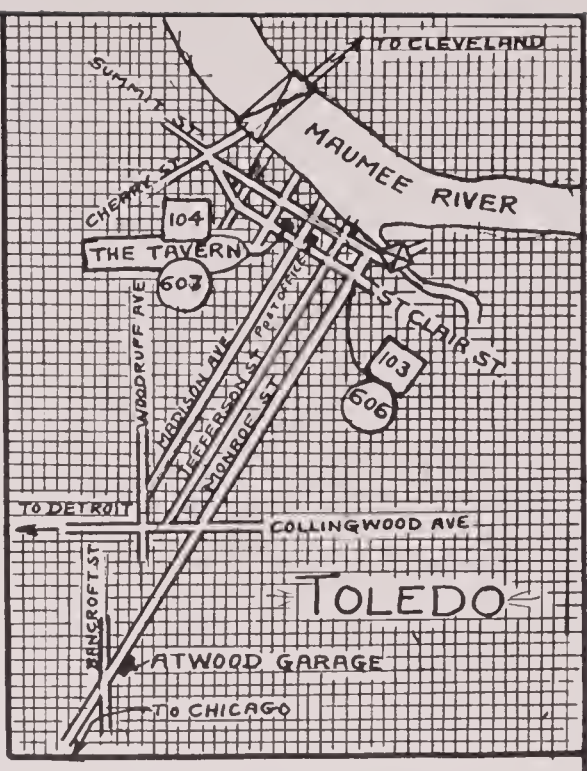 TO CLEVELAND
SUMMIT ST.
MAUMEE RIVER
CHERRY ST.
104
THE TAVERN
607
WOODRUFF AVE
POST OFFICE
ST CLAIR ST.
MADISON AVE
JEFFERSON ST
MONROE ST
103
606
TO DETROIT
COLLINGWOOD AVE
BANCROFT ST.
TOLEDO
ATWOOD GARAGE
TO CHICAGO